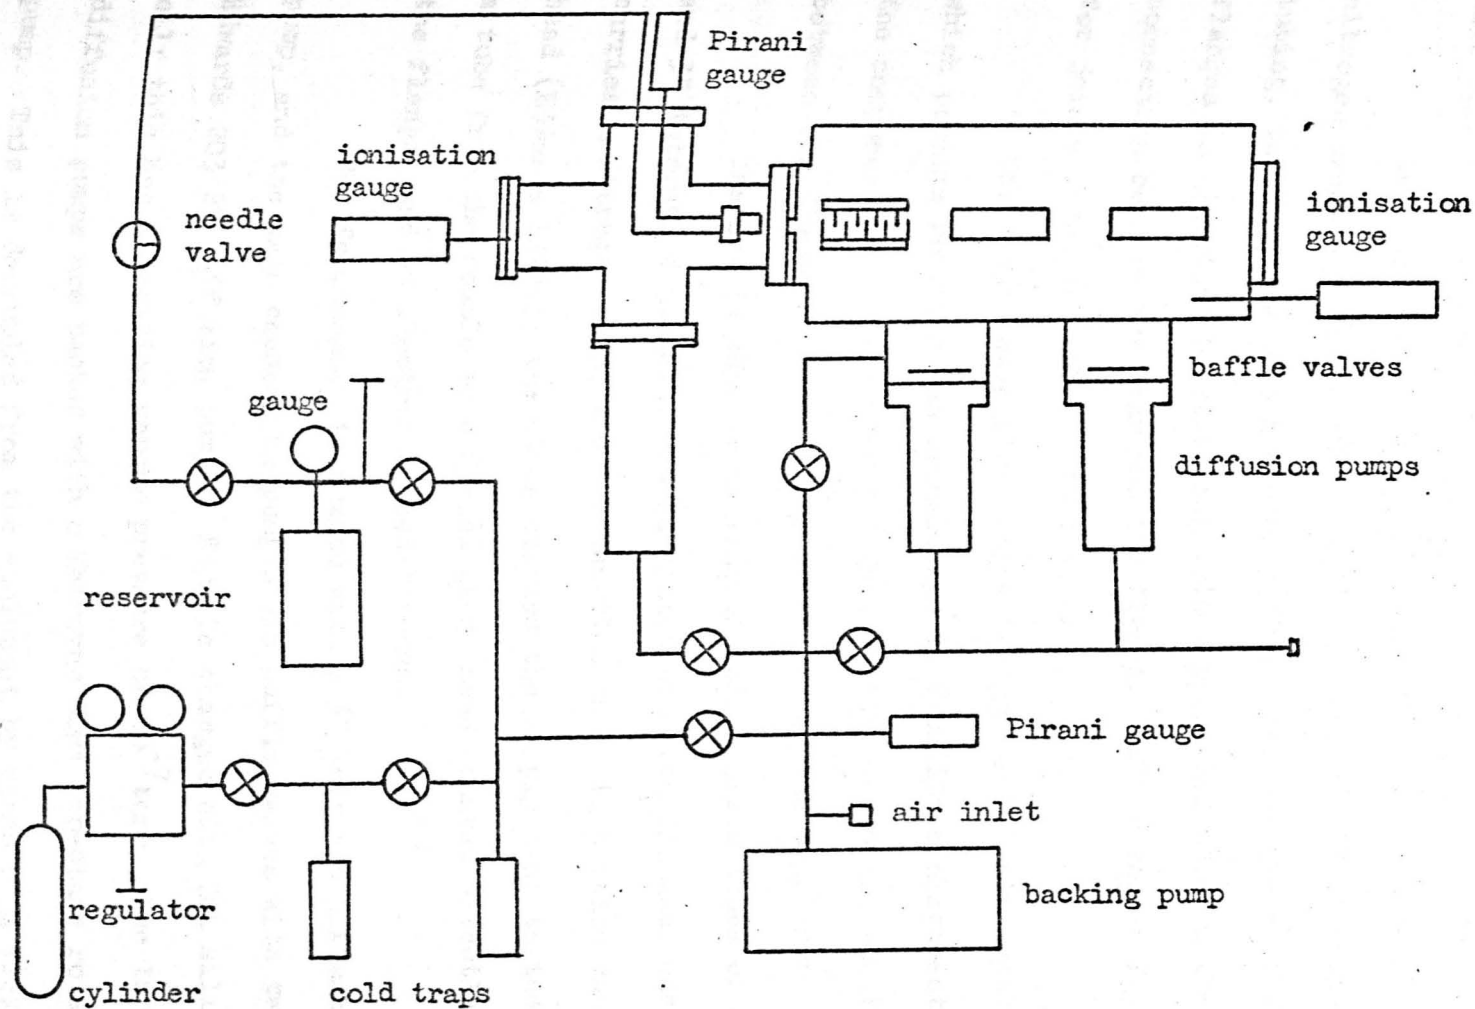 Pirani
gauge
ionisation
gauge
needle
valve
ionisation
gauge
baffle valves
gauge
diffusion pumps
reservoir
Pirani gauge
air inlet
backing pump
regulator
cylinder
cold traps